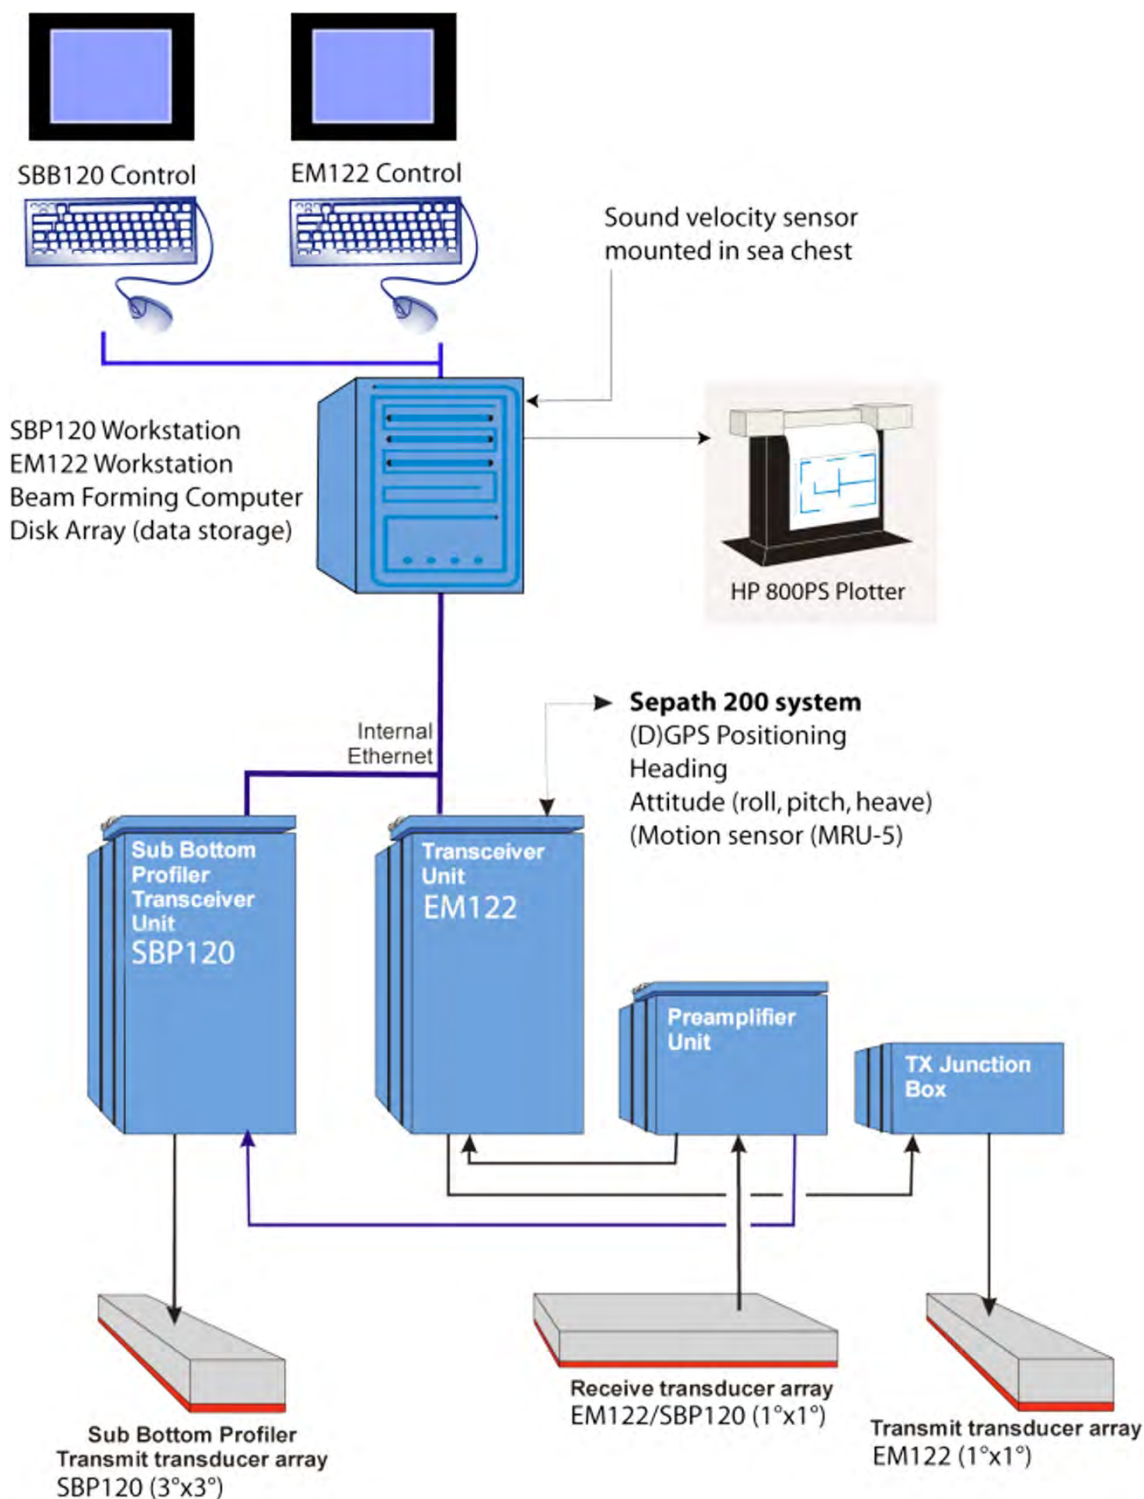 SBB120 Control
EM122 Control
Sound velocity sensor
mounted in sea chest
SBP120 Workstation
EM122 Workstation
Beam Forming Computer
Disk Array (data storage)
HP 800PS Plotter
Internal
Ethernet
Sepath 200 system
(D)GPS Positioning
Heading
Attitude (roll, pitch, heave)
(Motion sensor (MRU-5)
Sub Bottom
Profiler
Transceiver
Unit
SBP120
Transceiver
Unit
EM122
Preamplifier
Unit
TX Junction
Box
Sub Bottom Profiler
Transmit transducer array
SBP120 (3°x3°)
Receive transducer array
EM122/SBP120 (1°x1°)
Transmit transducer array
EM122 (1°x1°)